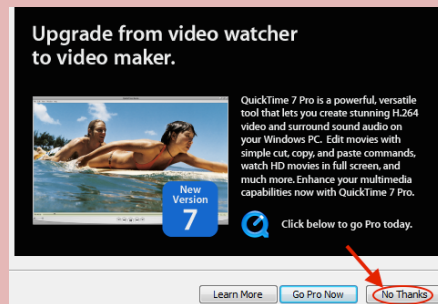 Upgrade from video watcher
to video maker.
QuickTime 7 Pro is a powerful, versatile
tool that lets you create stunning H.264
video and surround sound audio on
your Windows PC. Edit movies with
simple cut, copy, and paste commands,
watch HD movies in full screen, and
much more. Enhance your multimedia
capabilities now with QuickTime 7 Pro.
New
Version
7
Click below to go Pro today.
Learn More
Go Pro Now
No Thanks